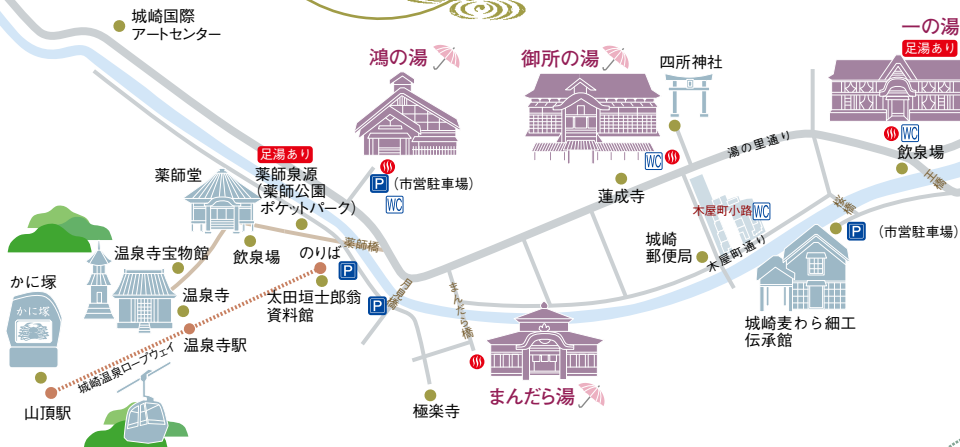 城崎国際
アートセンター
鴻の湯
御所の湯
四所神社
一の湯
足湯あり
湯の里通り
WC
飲泉場
王橋
足湯あり
薬師堂
薬師泉源
(薬師公園
ポケットパーク)
P
(市営駐車場)
WC
WC
蓮成寺
木屋町小路
WC
桜橋
P
(市営駐車場)
城崎
郵便局
木屋町通り
薬師橋
温泉寺宝物館
飲泉場
のりば
P
かに塚
かに塚
温泉寺
太田垣士郎翁
資料館
P
まんだら橋
城崎麦わら細工
伝承館
温泉寺駅
城崎温泉ロープウェイ
まんだら湯
山頂駅
極楽寺